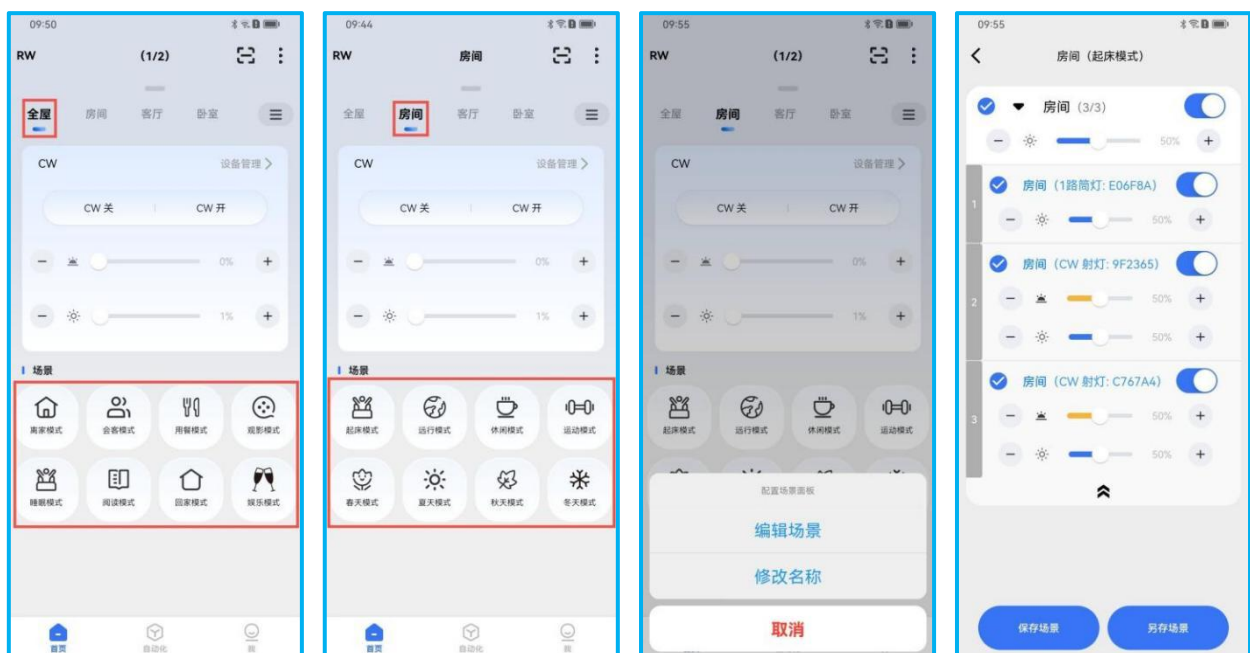 09:50
RW (1/2)
全屋 房间 客厅 卧室
CW 设备管理 >
CW 关 CW 开
0%
1%
场景
离家模式 会客模式 用餐模式 观影模式
睡眠模式 阅读模式 回家模式 娱乐模式
首页 自动化 我
09:44
RW 房间
全屋 房间 客厅 卧室
CW 设备管理 >
CW 关 CW 开
0%
1%
场景
起床模式 远行模式 休闲模式 运动模式
春天模式 夏天模式 秋天模式 冬天模式
首页 自动化 我
09:55
RW (1/2)
全屋 房间 客厅 卧室
CW 设备管理 >
CW 关 CW 开
0%
1%
场景
起床模式 远行模式 休闲模式 运动模式
配置场景面板
编辑场景
修改名称
取消
09:55
房间（起床模式）
房间 (3/3)
50%
1
房间（1路筒灯: E06F8A）
50%
2
房间（CW 射灯: 9F2365）
50%
50%
3
房间（CW 射灯: C767A4）
50%
50%
保存场景 另存场景